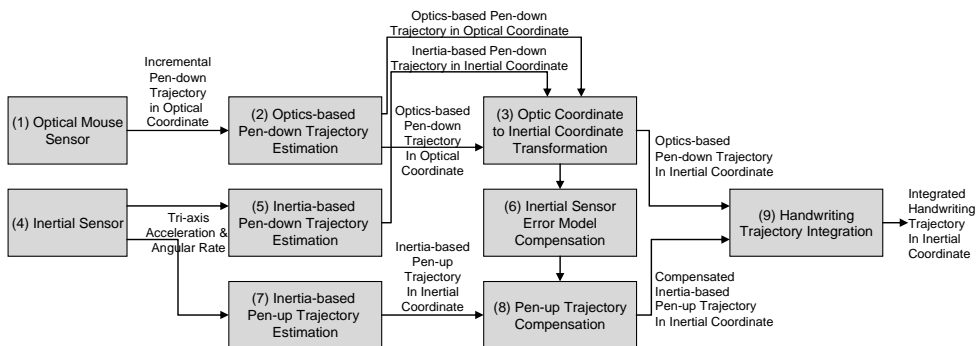 Optics-based Pen-down
Trajectory in Optical Coordinate
Inertia-based Pen-down
Trajectory in Inertial Coordinate
Incremental
Pen-down
Trajectory
in Optical
Coordinate
(1) Optical Mouse
Sensor
(2) Optics-based
Pen-down Trajectory
Estimation
Optics-based
Pen-down
Trajectory
In Optical
Coordinate
(3) Optic Coordinate
to Inertial Coordinate
Transformation
Optics-based
Pen-down Trajectory
In Inertial Coordinate
(4) Inertial Sensor
Tri-axis
Acceleration &
Angular Rate
(5) Inertia-based
Pen-down Trajectory
Estimation
(6) Inertial Sensor
Error Model
Compensation
(9) Handwriting
Trajectory Integration
Integrated
Handwriting
Trajectory
In Inertial
Coordinate
(7) Inertia-based
Pen-up Trajectory
Estimation
Inertia-based
Pen-up
Trajectory
In Inertial
Coordinate
(8) Pen-up Trajectory
Compensation
Compensated
Inertia-based
Pen-up Trajectory
In Inertial Coordinate